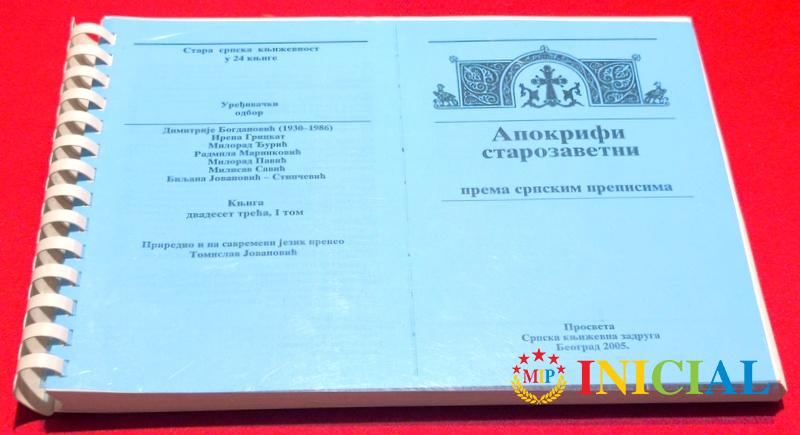 Стара српска књижевност
у 24 књиге
Уређивачки
одбор
Димитрије Богдановић (1930–1986)
Ирена Грицкат
Милорад Ђурић
Радмила Маринковић
Милорад Павић
Милисав Савић
Биљана Јовановић – Стипчевић
Књига
двадесет трећа, I том
Приредио и на савремени језик пренео
Томислав Јовановић
Апокрифи
старозаветни
према српским преписима
Просвета
Српска књижевна задруга
Београд 2005.
MIP INICIAL